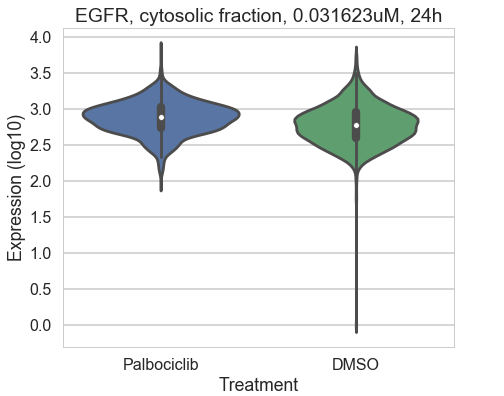 EGFR, cytosolic fraction, 0.031623uM, 24h
4.0
3.5
3.0
2.5
2.0
1.5
1.0
0.5
0.0
Expression (log10)
Palbociclib
DMSO
Treatment